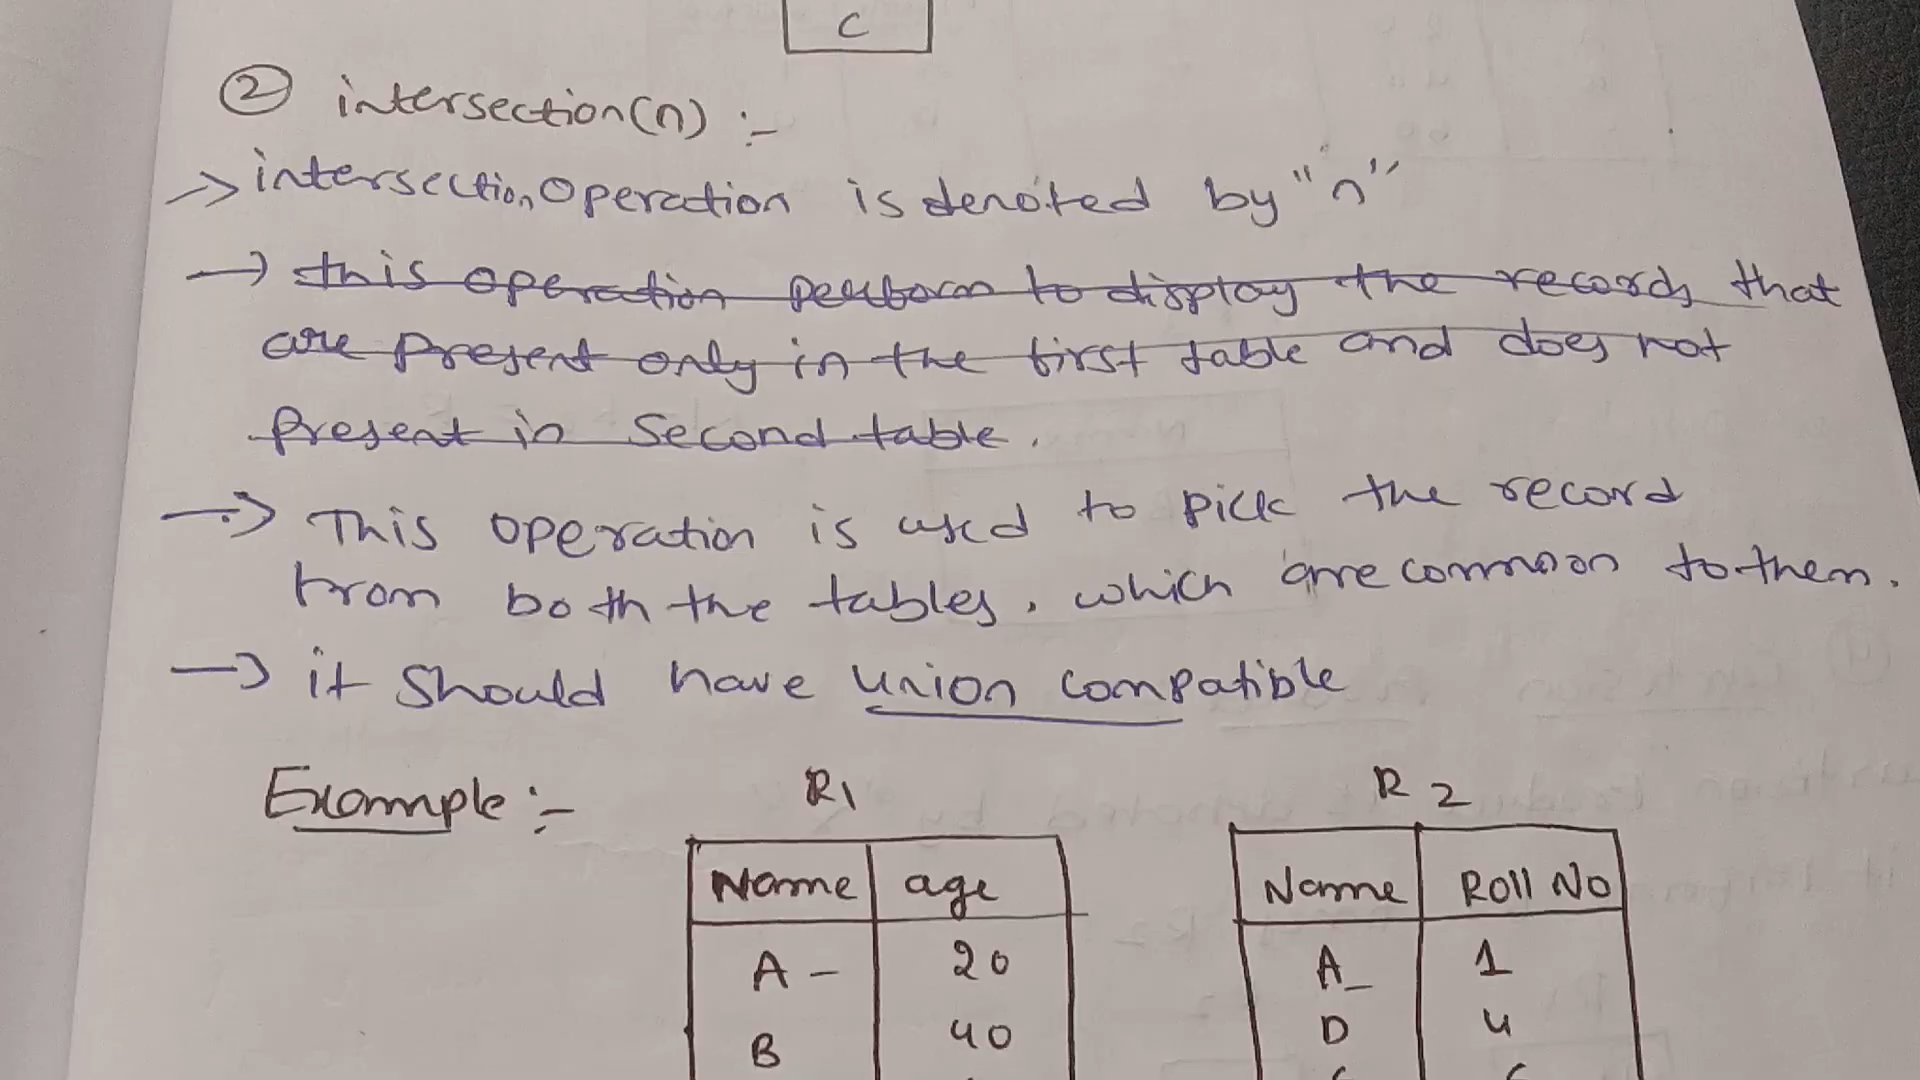 C
② intersection(∩) :-
-> intersection operation is denoted by "∩"
-> this operation perform to display the records that
are present only in the first table and does not
present in second table.
-> This operation is used to pick the record
from both the tables, which are common to them.
-> it should have union compatible
Example :- R1 R2
Name age Name Roll No
A - 20 A - 1
B 40 D 4